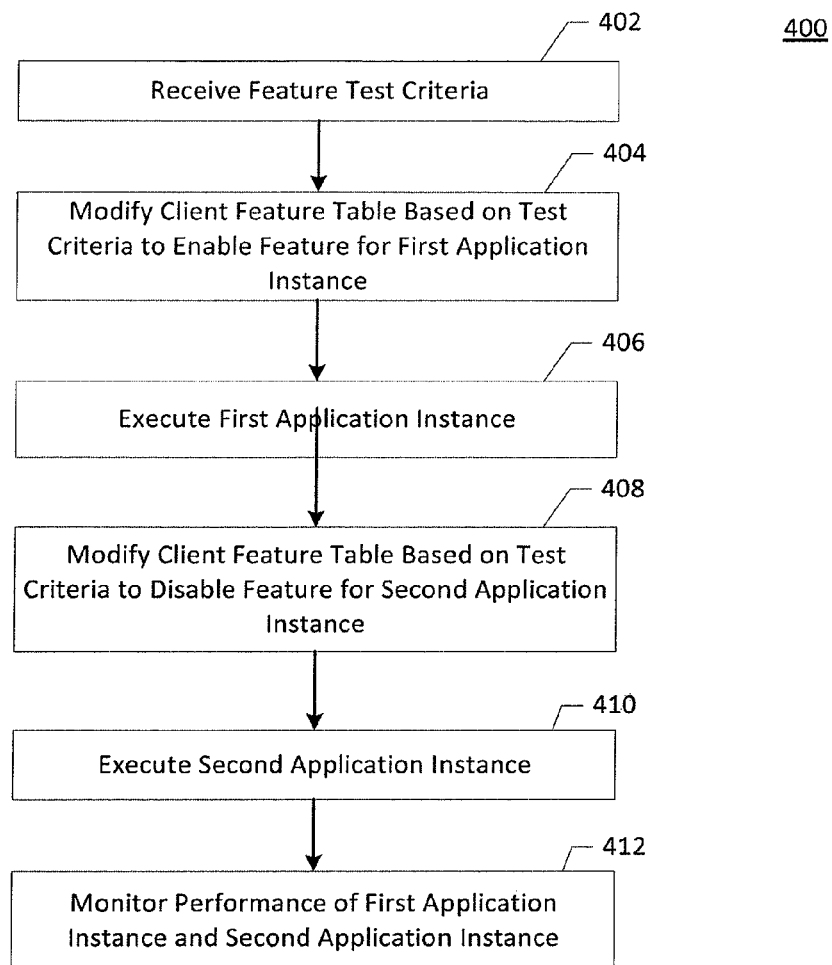 400
402
Receive Feature Test Criteria
404
Modify Client Feature Table Based on Test
Criteria to Enable Feature for First Application
Instance
406
Execute First Application Instance
408
Modify Client Feature Table Based on Test
Criteria to Disable Feature for Second Application
Instance
410
Execute Second Application Instance
412
Monitor Performance of First Application
Instance and Second Application Instance